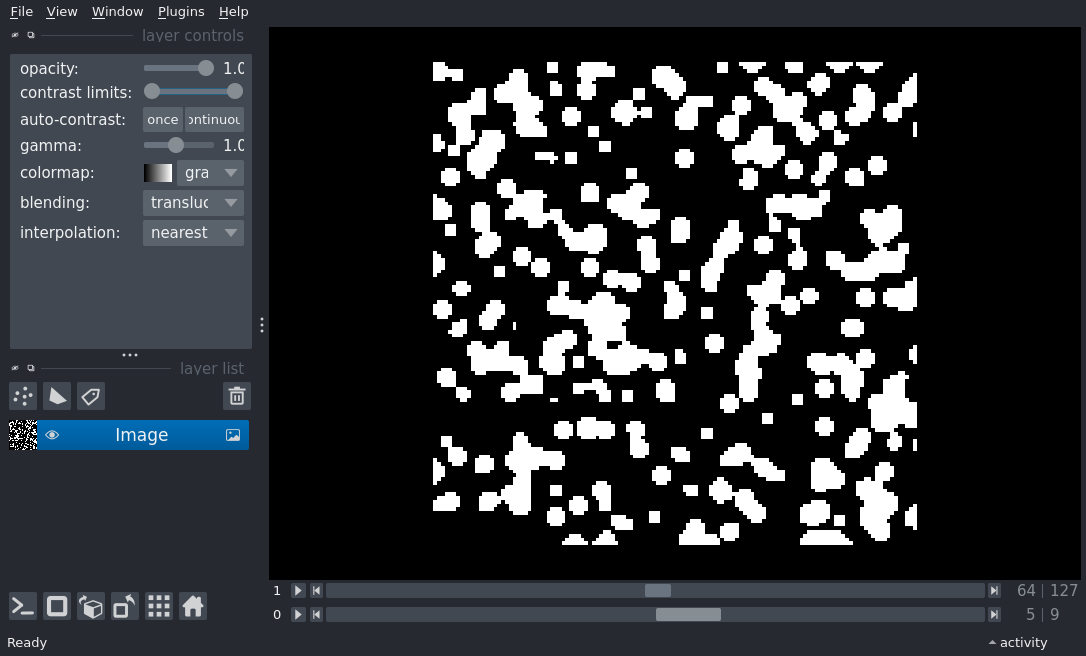 File View Window Plugins Help
layer controls
opacity: 1.0
contrast limits:
auto-contrast: once ontinuou
gamma: 1.0
colormap: gra
blending: transluc
interpolation: nearest
layer list
Image
1 64 127
0 5 9
Ready activity